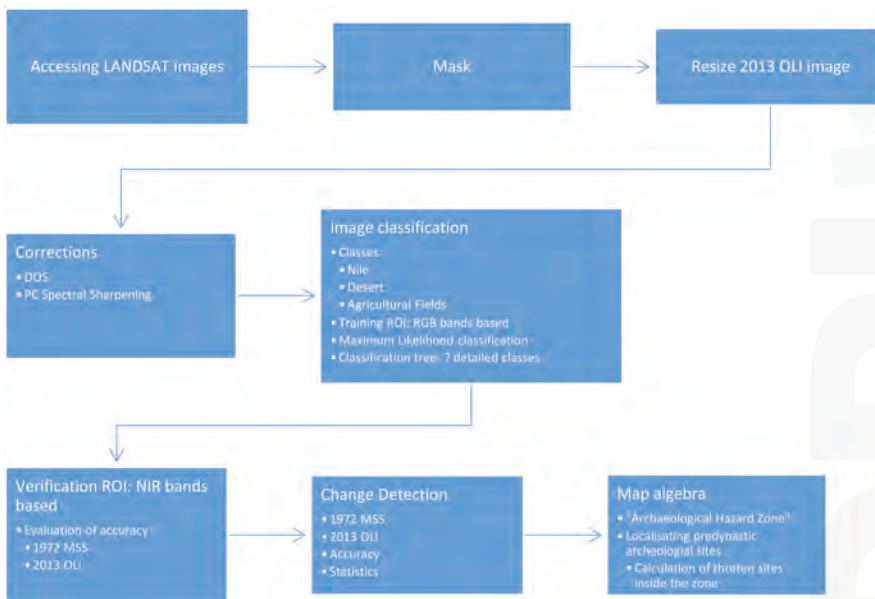 Accessing LANDSAT images
Mask
Resize 2013 OLI image
Corrections
• DOS
• PC Spectral Sharpening
Image classification
• Classes:
• Nile
• Desert
• Agricultural Fields
• Training ROI: RGB bands based
• Maximum Likelihood classification
• Classification tree: 7 detailed classes
Verification ROI: NIR bands
based
• Evaluation of accuracy
• 1972 MSS
• 2013 OLI
Change Detection
• 1972 MSS
• 2013 OLI
• Accuracy
• Statistics
Map algebra
• "Archaeological Hazard Zone"
• Localising predynastic
archeologial sites
• Calculation of threten sites
inside the zone